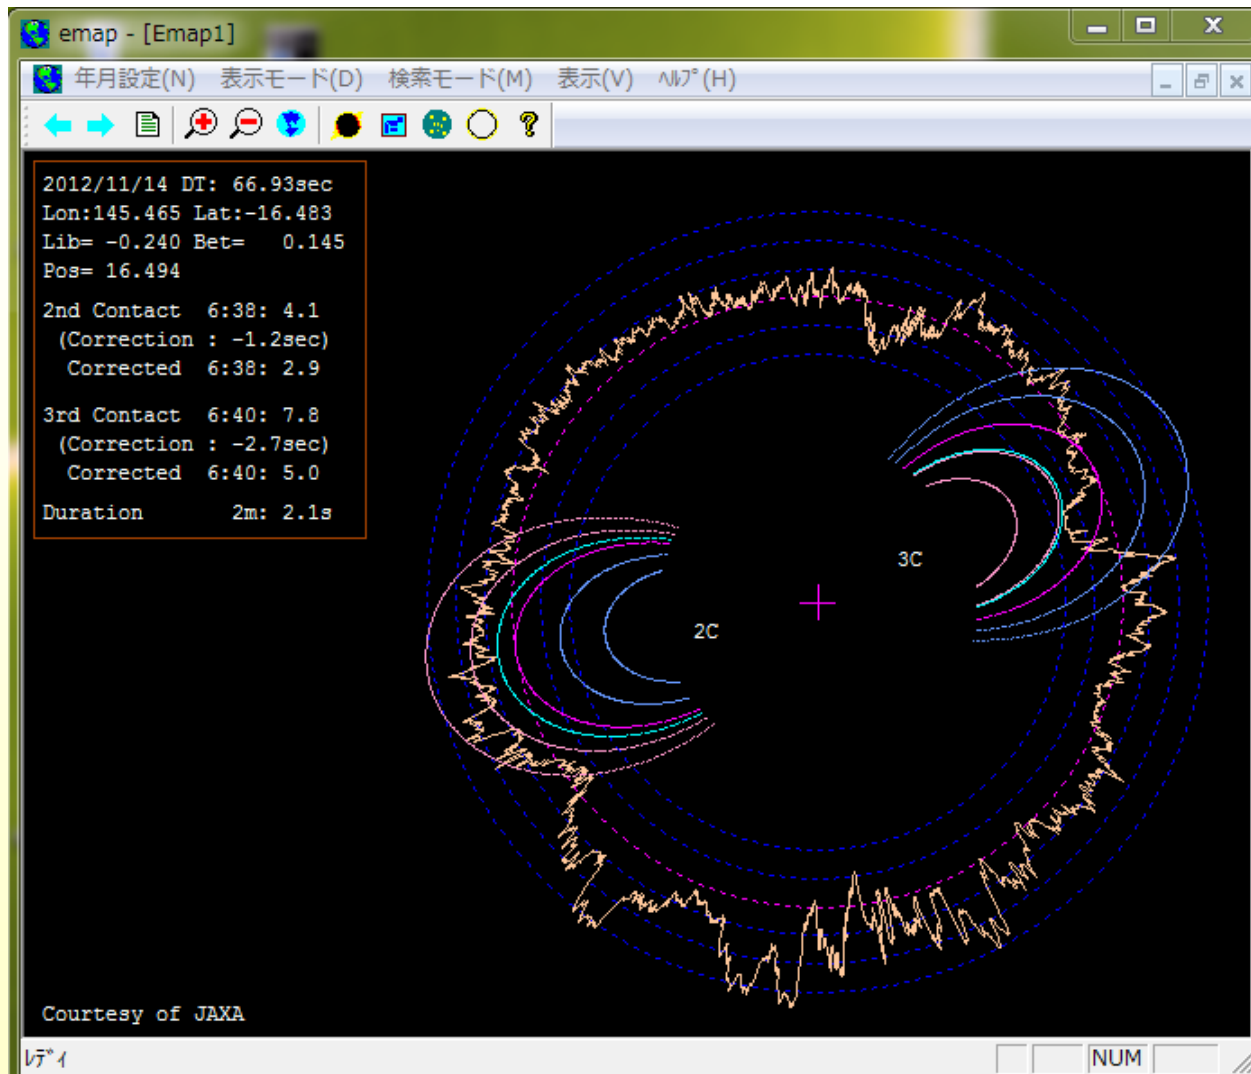 emap - [Emap1]
年月設定(N) 表示モード(D) 検索モード(M) 表示(V) ﾍﾙﾌﾟ(H)
2012/11/14 DT: 66.93sec
Lon:145.465 Lat:-16.483
Lib= -0.240 Bet= 0.145
Pos= 16.494
2nd Contact 6:38: 4.1
(Correction : -1.2sec)
Corrected 6:38: 2.9
3rd Contact 6:40: 7.8
(Correction : -2.7sec)
Corrected 6:40: 5.0
Duration 2m: 2.1s
3C
2C
Courtesy of JAXA
ﾚﾃﾞｨ
NUM